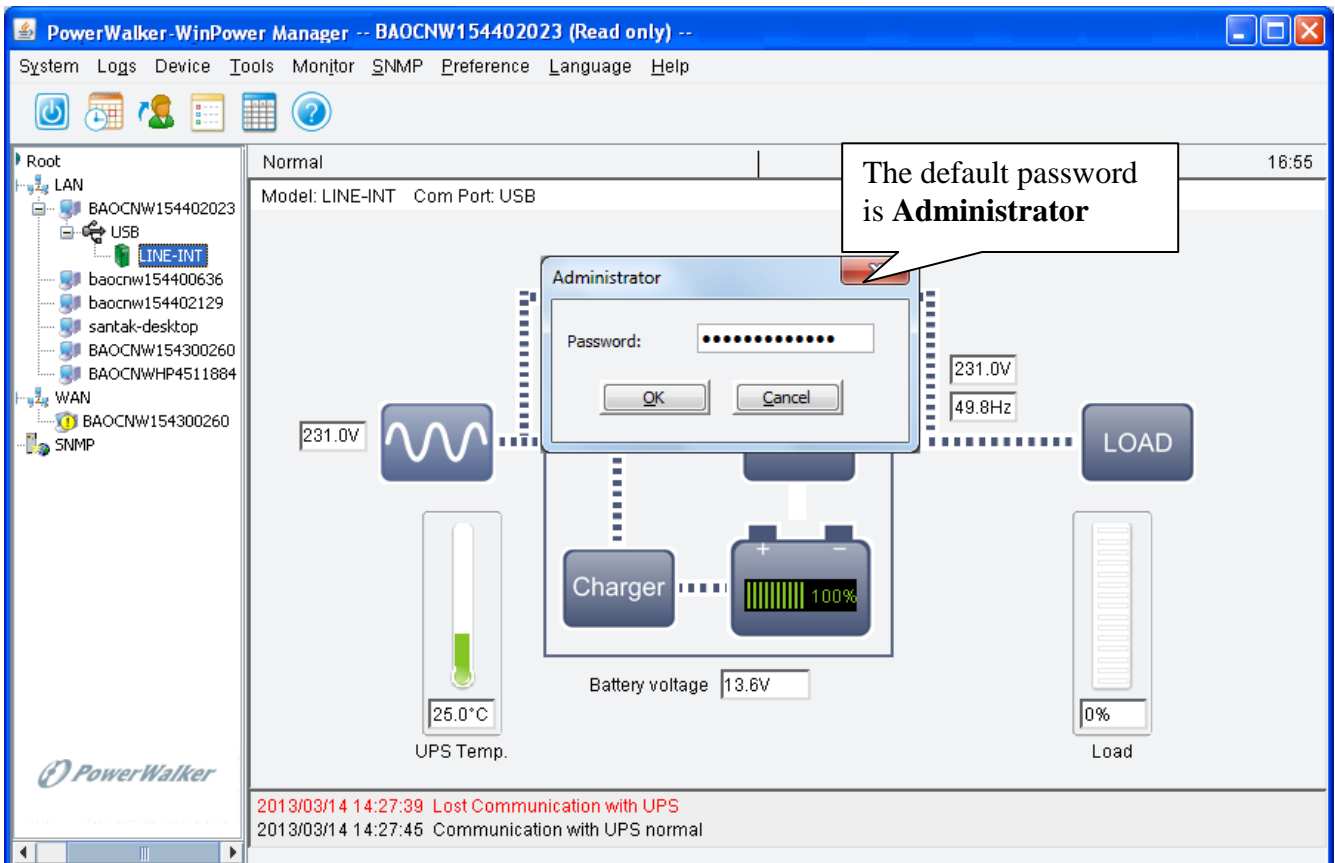 PowerWalker-WinPower Manager -- BAOCNW154402023 (Read only) --
System Logs Device Tools Monitor SNMP Preference Language Help
Root
LAN
BAOCNW154402023
USB
LINE-INT
baocnw154400636
baocnw154402129
santak-desktop
BAOCNW154300260
BAOCNWHP4511884
WAN
BAOCNW154300260
SNMP
PowerWalker
Normal
16:55
Model: LINE-INT Com Port: USB
The default password
is Administrator
Administrator
Password: •••••••••••••
OK Cancel
231.0V
231.0V
49.8Hz
LOAD
Charger
+ −
100%
Battery voltage 13.6V
25.0°C
UPS Temp.
0%
Load
2013/03/14 14:27:39 Lost Communication with UPS
2013/03/14 14:27:45 Communication with UPS normal